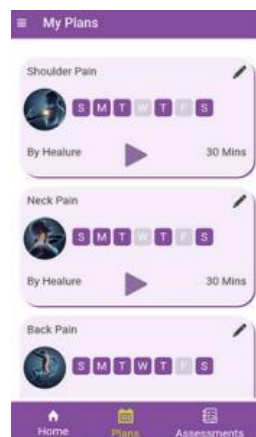 My Plans
Shoulder Pain
S M T W T F S
By Healure 30 Mins
Neck Pain
S M T W T F S
By Healure 30 Mins
Back Pain
S M T W T F S
Home Plans Assessments